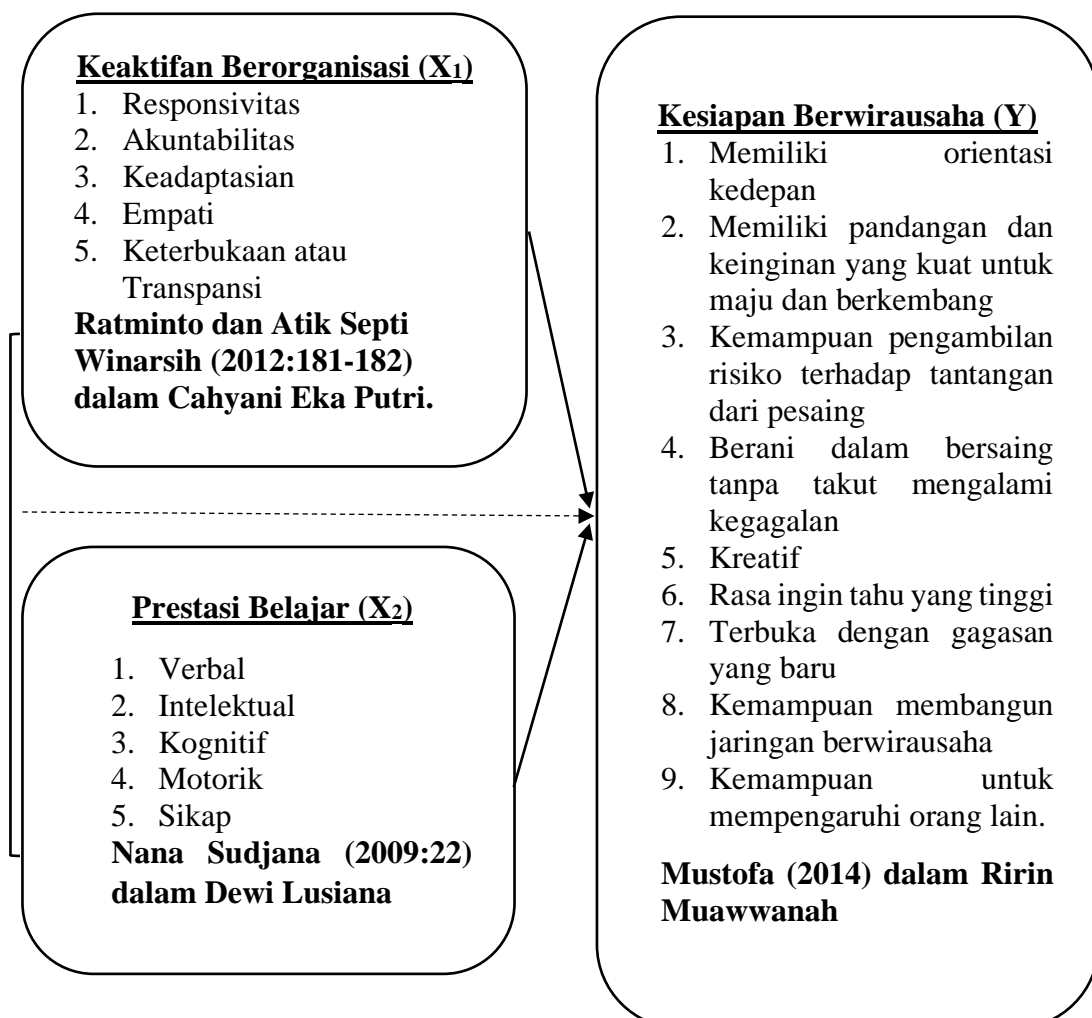 Keaktifan Berorganisasi (X1)
1. Responsivitas
2. Akuntabilitas
3. Keadaptasian
4. Empati
5. Keterbukaan atau
Transpansi
Ratminto dan Atik Septi
Winarsih (2012:181-182)
dalam Cahyani Eka Putri.
Prestasi Belajar (X2)
1. Verbal
2. Intelektual
3. Kognitif
4. Motorik
5. Sikap
Nana Sudjana (2009:22)
dalam Dewi Lusiana
Kesiapan Berwirausaha (Y)
1. Memiliki orientasi
kedepan
2. Memiliki pandangan dan
keinginan yang kuat untuk
maju dan berkembang
3. Kemampuan pengambilan
risiko terhadap tantangan
dari pesaing
4. Berani dalam bersaing
tanpa takut mengalami
kegagalan
5. Kreatif
6. Rasa ingin tahu yang tinggi
7. Terbuka dengan gagasan
yang baru
8. Kemampuan membangun
jaringan berwirausaha
9. Kemampuan untuk
mempengaruhi orang lain.
Mustofa (2014) dalam Ririn
Muawwanah